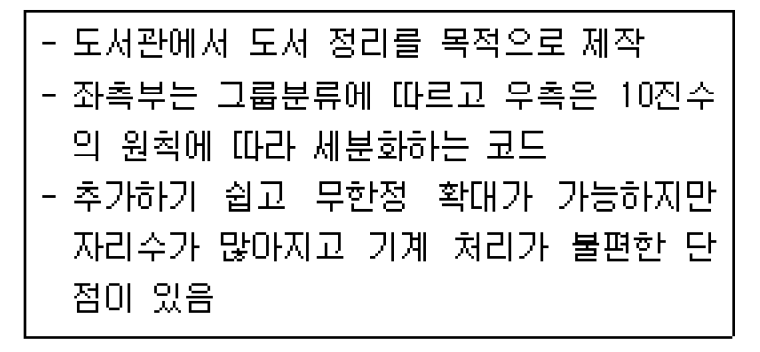 - 도서관에서 도서 정리를 목적으로 제작
- 좌측부는 그룹분류에 따르고 우측은 10진수
의 원칙에 따라 세분화하는 코드
- 추가하기 쉽고 무한정 확대가 가능하지만
자리수가 많아지고 기계 처리가 불편한 단
점이 있음